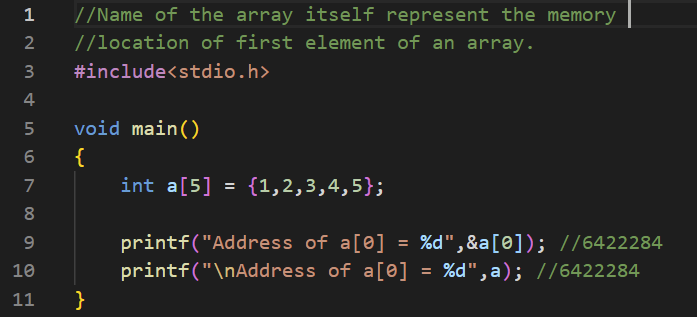 1 //Name of the array itself represent the memory
2 //location of first element of an array.
3 #include<stdio.h>
4
5 void main()
6 {
7     int a[5] = {1,2,3,4,5};
8
9     printf("Address of a[0] = %d",&a[0]); //6422284
10     printf("\nAddress of a[0] = %d",a); //6422284
11 }